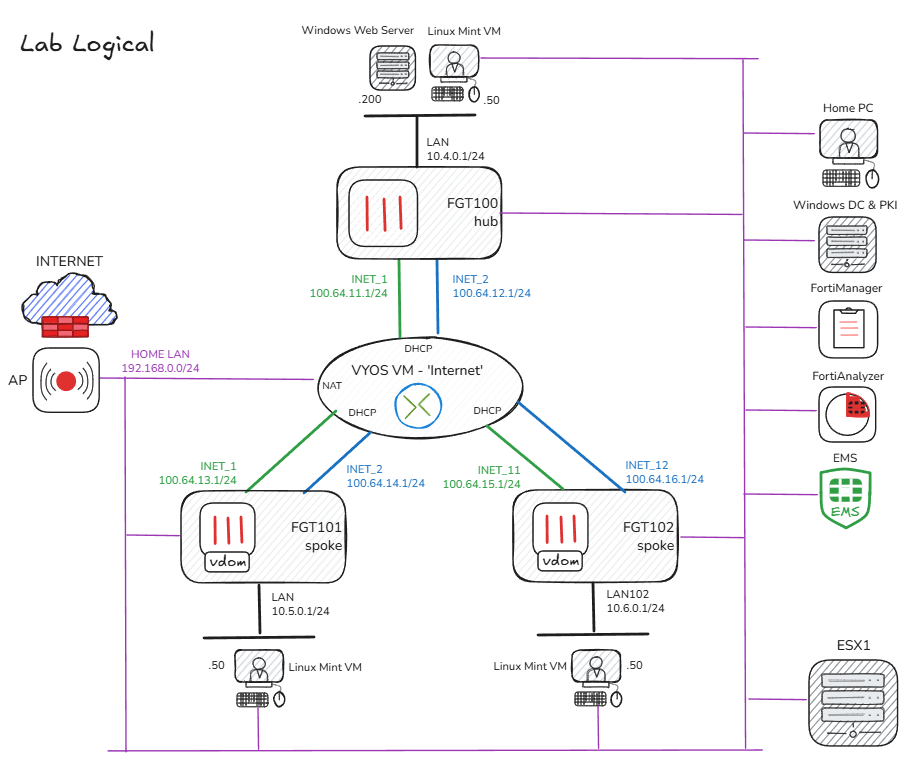 Lab Logical
Windows Web Server
Linux Mint VM
.200
.50
LAN
10.4.0.1/24
FGT100
hub
Home PC
Windows DC & PKI
INTERNET
INET_1
100.64.11.1/24
INET_2
100.64.12.1/24
FortiManager
AP
HOME LAN
192.168.0.0/24
DHCP
VYOS VM - 'Internet'
NAT
DHCP
DHCP
FortiAnalyzer
EMS
EMS
INET_1
100.64.13.1/24
INET_2
100.64.14.1/24
INET_11
100.64.15.1/24
INET_12
100.64.16.1/24
FGT101
spoke
vdom
FGT102
spoke
vdom
LAN
10.5.0.1/24
LAN102
10.6.0.1/24
.50
Linux Mint VM
Linux Mint VM
.50
ESX1